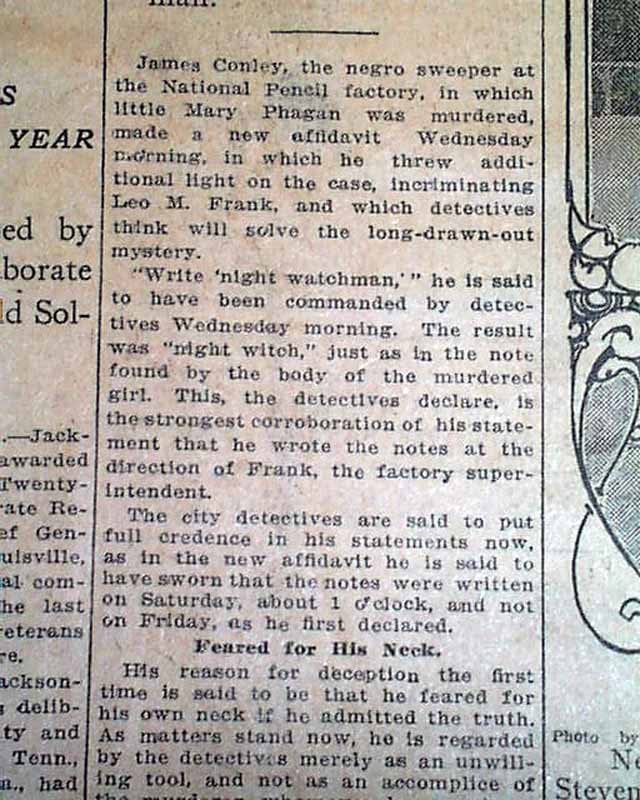 James Conley, the negro sweeper at
the National Pencil factory, in which
little Mary Phagan was murdered,
made a new affidavit Wednesday
morning, in which he threw addi-
tional light on the case, incriminating
Leo M. Frank, and which detectives
think will solve the long-drawn-out
mystery.
"Write 'night watchman,'" he is said
to have been commanded by detec-
tives Wednesday morning. The result
was "night witch," just as in the note
found by the body of the murdered
girl. This, the detectives declare, is
the strongest corroboration of his state-
ment that he wrote the notes at the
direction of Frank, the factory super-
intendent.
The city detectives are said to put
full credence in his statements now,
as in the new affidavit he is said to
have sworn that the notes were written
on Saturday, about 1 o'clock, and not
on Friday, as he first declared.
Feared for His Neck.
His reason for deception the first
time is said to be that he feared for
his own neck if he admitted the truth.
As matters stand now, he is regarded
by the detectives merely as an unwill-
ing tool, and not as an accomplice of
S
YEAR
ed by
borate
ld Sol-
.—Jack-
awarded
Twenty-
rate Re-
ef Gen-
uisville,
al com-
he last
veterans
re.
ackson-
s delib-
ty and
Tenn.,
n., had
Photo by
Ne
Steven